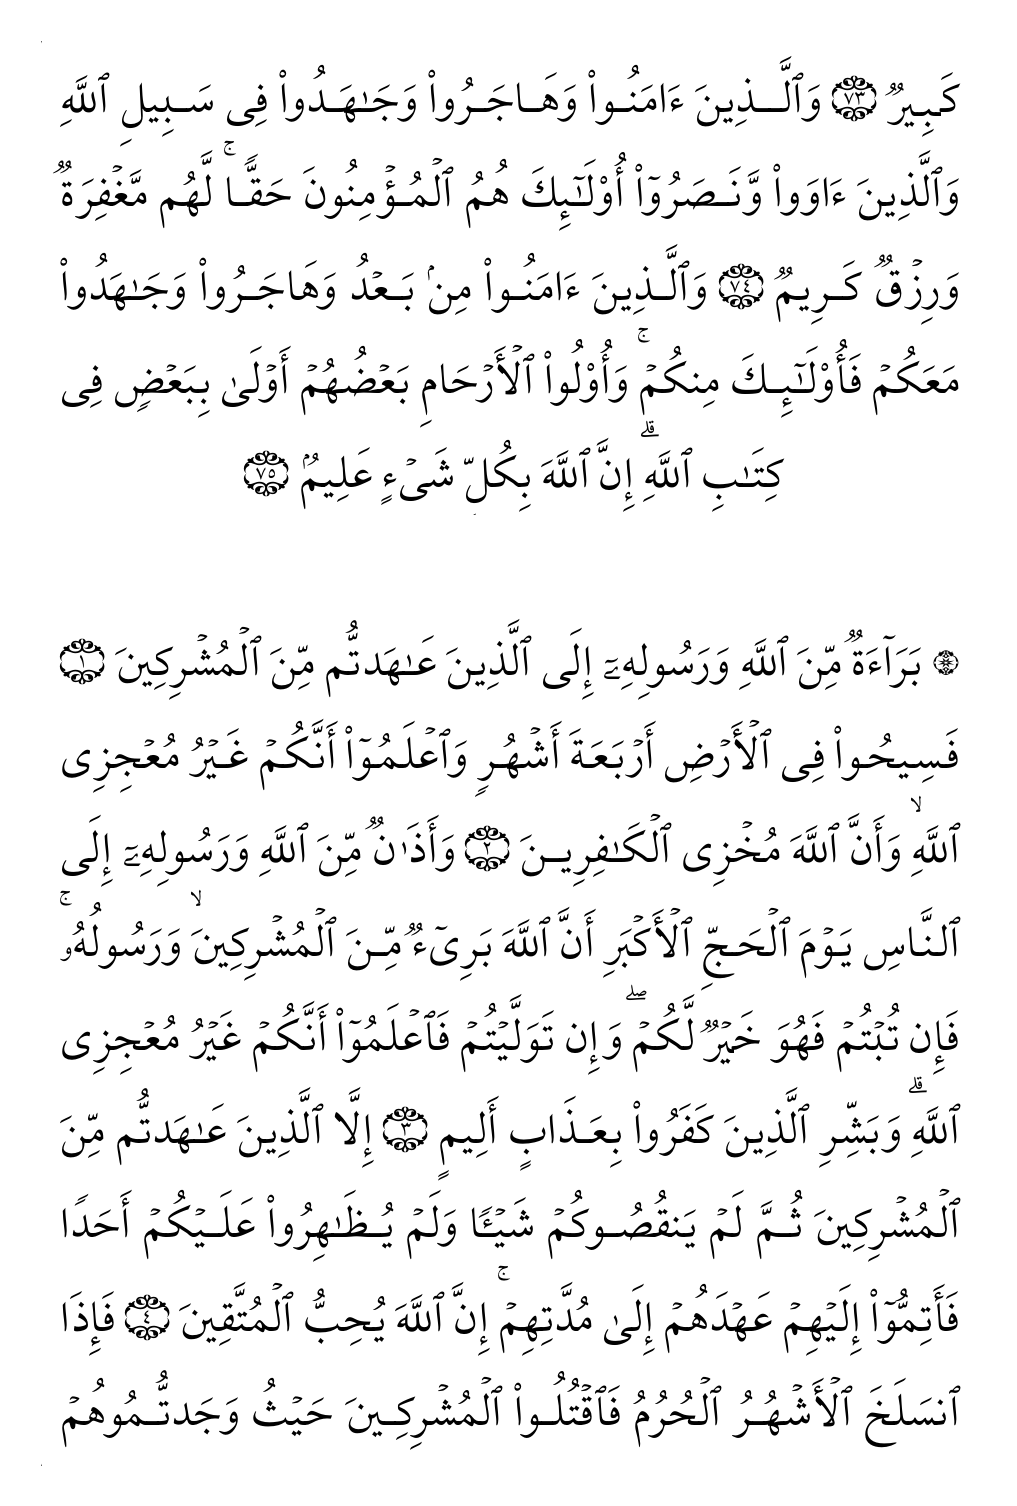 كَبِيرٞ ٧٣ وَٱلَّذِينَ ءَامَنُواْ وَهَاجَرُواْ وَجَٰهَدُواْ فِي سَبِيلِ ٱللَّهِ
وَٱلَّذِينَ ءَاوَواْ وَّنَصَرُوٓاْ أُوْلَٰٓئِكَ هُمُ ٱلۡمُؤۡمِنُونَ حَقّٗاۚ لَّهُم مَّغۡفِرَةٞ
وَرِزۡقٞ كَرِيمٞ ٧٤ وَٱلَّذِينَ ءَامَنُواْ مِنۢ بَعۡدُ وَهَاجَرُواْ وَجَٰهَدُواْ
مَعَكُمۡ فَأُوْلَٰٓئِكَ مِنكُمۡۚ وَأُوْلُواْ ٱلۡأَرۡحَامِ بَعۡضُهُمۡ أَوۡلَىٰ بِبَعۡضٖ فِي
كِتَٰبِ ٱللَّهِۗ إِنَّ ٱللَّهَ بِكُلِّ شَيۡءٍ عَلِيمُۢ ٧٥
۞ بَرَآءَةٞ مِّنَ ٱللَّهِ وَرَسُولِهِۦٓ إِلَى ٱلَّذِينَ عَٰهَدتُّم مِّنَ ٱلۡمُشۡرِكِينَ ١
فَسِيحُواْ فِي ٱلۡأَرۡضِ أَرۡبَعَةَ أَشۡهُرٖ وَٱعۡلَمُوٓاْ أَنَّكُمۡ غَيۡرُ مُعۡجِزِي
ٱللَّهِۙ وَأَنَّ ٱللَّهَ مُخۡزِي ٱلۡكَٰفِرِينَ ٢ وَأَذَٰنٞ مِّنَ ٱللَّهِ وَرَسُولِهِۦٓ إِلَى
ٱلنَّاسِ يَوۡمَ ٱلۡحَجِّ ٱلۡأَكۡبَرِ أَنَّ ٱللَّهَ بَرِيٓءٞ مِّنَ ٱلۡمُشۡرِكِينَۙ وَرَسُولُهُۥۚ
فَإِن تُبۡتُمۡ فَهُوَ خَيۡرٞ لَّكُمۡۖ وَإِن تَوَلَّيۡتُمۡ فَٱعۡلَمُوٓاْ أَنَّكُمۡ غَيۡرُ مُعۡجِزِي
ٱللَّهِۗ وَبَشِّرِ ٱلَّذِينَ كَفَرُواْ بِعَذَابٍ أَلِيمٍ ٣ إِلَّا ٱلَّذِينَ عَٰهَدتُّم مِّنَ
ٱلۡمُشۡرِكِينَ ثُمَّ لَمۡ يَنقُصُوكُمۡ شَيۡـٔٗا وَلَمۡ يُظَٰهِرُواْ عَلَيۡكُمۡ أَحَدٗا
فَأَتِمُّوٓاْ إِلَيۡهِمۡ عَهۡدَهُمۡ إِلَىٰ مُدَّتِهِمۡۚ إِنَّ ٱللَّهَ يُحِبُّ ٱلۡمُتَّقِينَ ٤ فَإِذَا
ٱنسَلَخَ ٱلۡأَشۡهُرُ ٱلۡحُرُمُ فَٱقۡتُلُواْ ٱلۡمُشۡرِكِينَ حَيۡثُ وَجَدتُّمُوهُمۡ